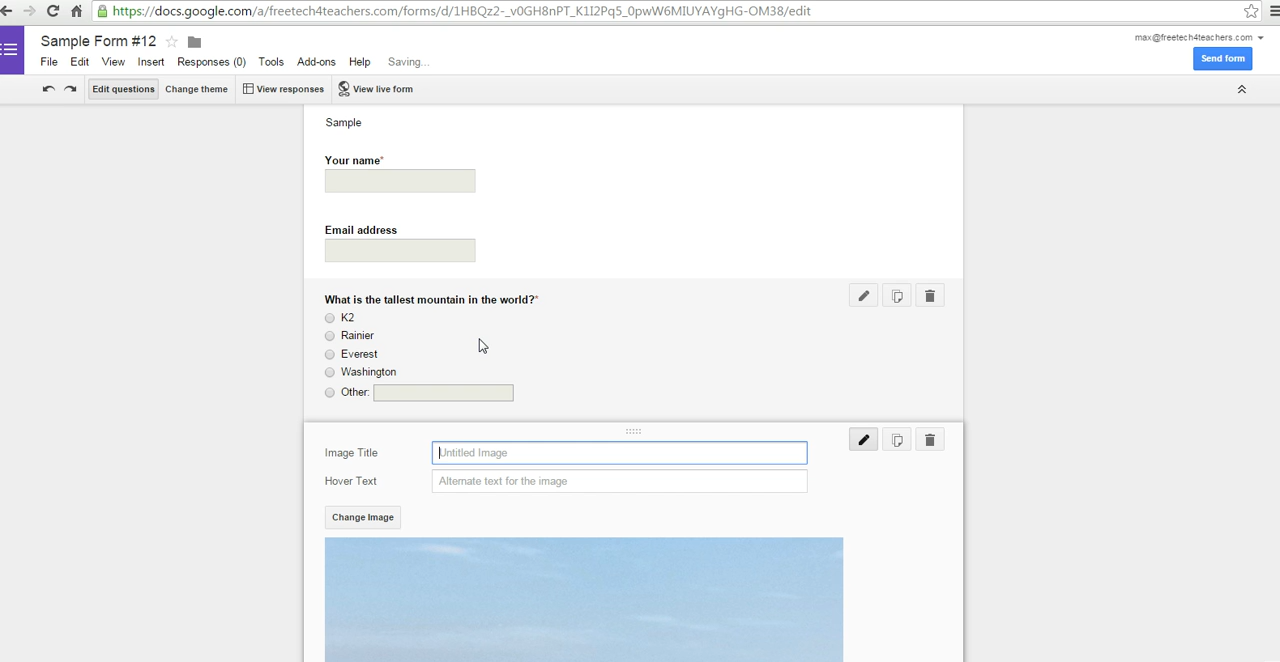 https://docs.google.com/a/freetech4teachers.com/forms/d/1HBQz2-_v0GH8nPT_K1I2Pq5_0pwW6MIUYAYgHG-OM38/edit
Sample Form #12
max@freetech4teachers.com
File Edit View Insert Responses (0) Tools Add-ons Help Saving...
Send form
Edit questions Change theme View responses View live form
Sample
Your name*
Email address
What is the tallest mountain in the world?*
K2
Rainier
Everest
Washington
Other:
Image Title Untitled Image
Hover Text Alternate text for the image
Change Image